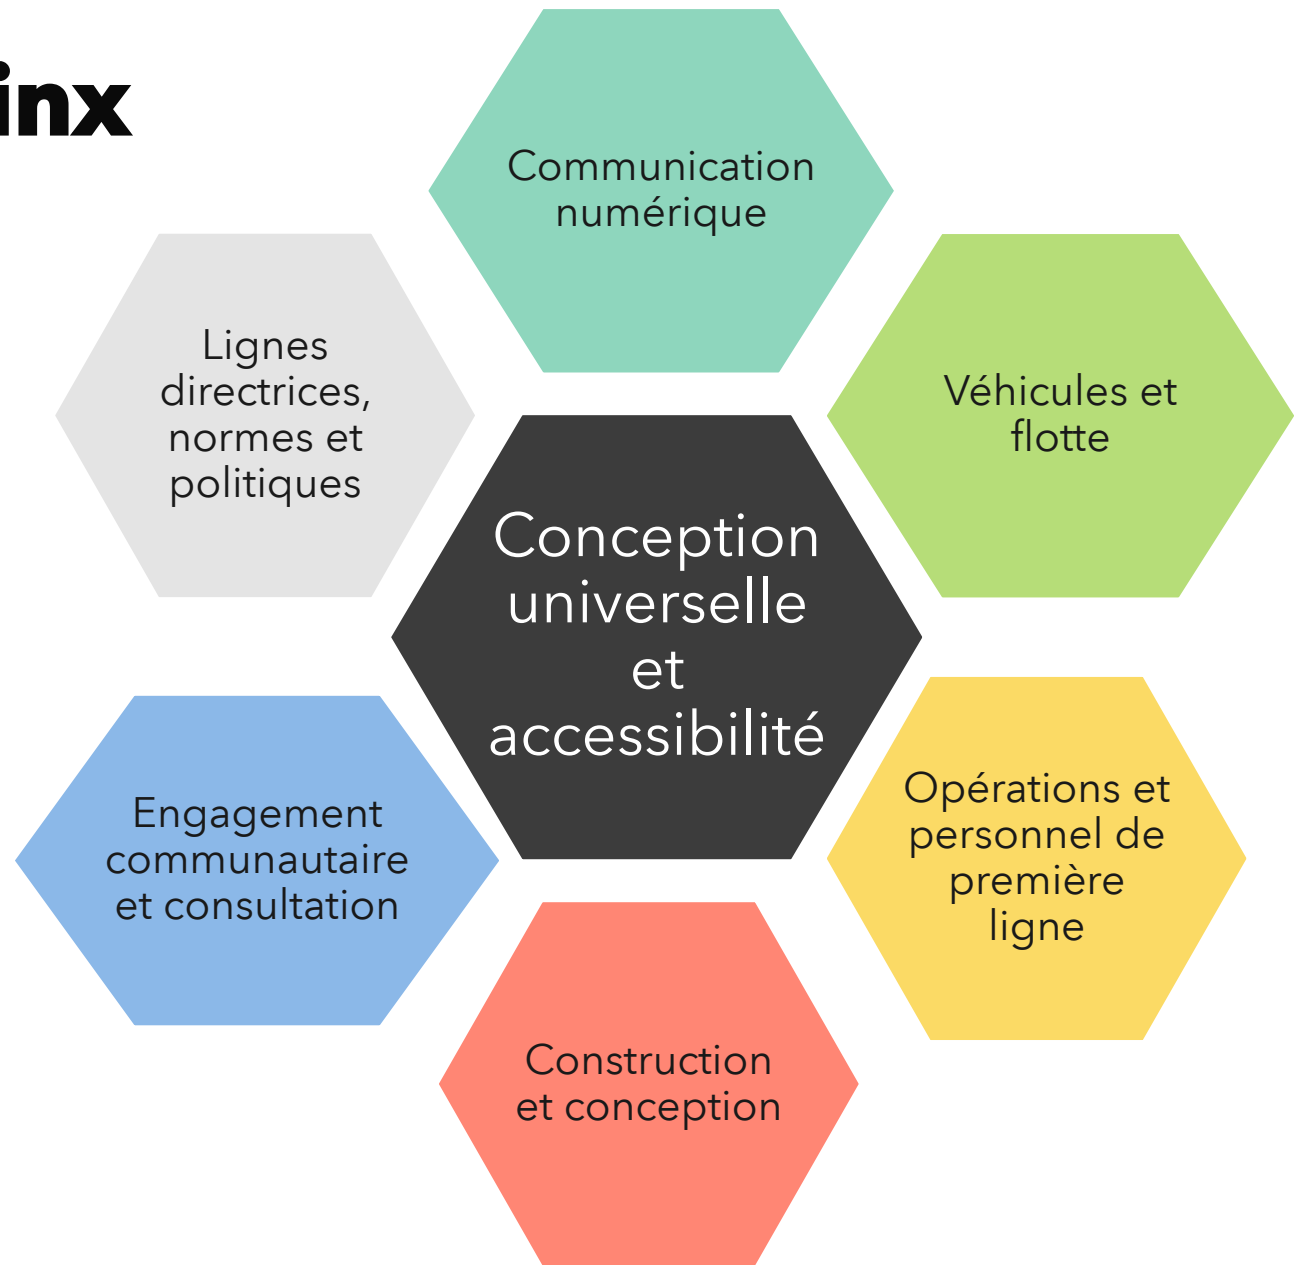 inx
Communication
numérique
Lignes
directrices,
normes et
politiques
Véhicules et
flotte
Conception
universelle
et
accessibilité
Engagement
communautaire
et consultation
Opérations et
personnel de
première
ligne
Construction
et conception